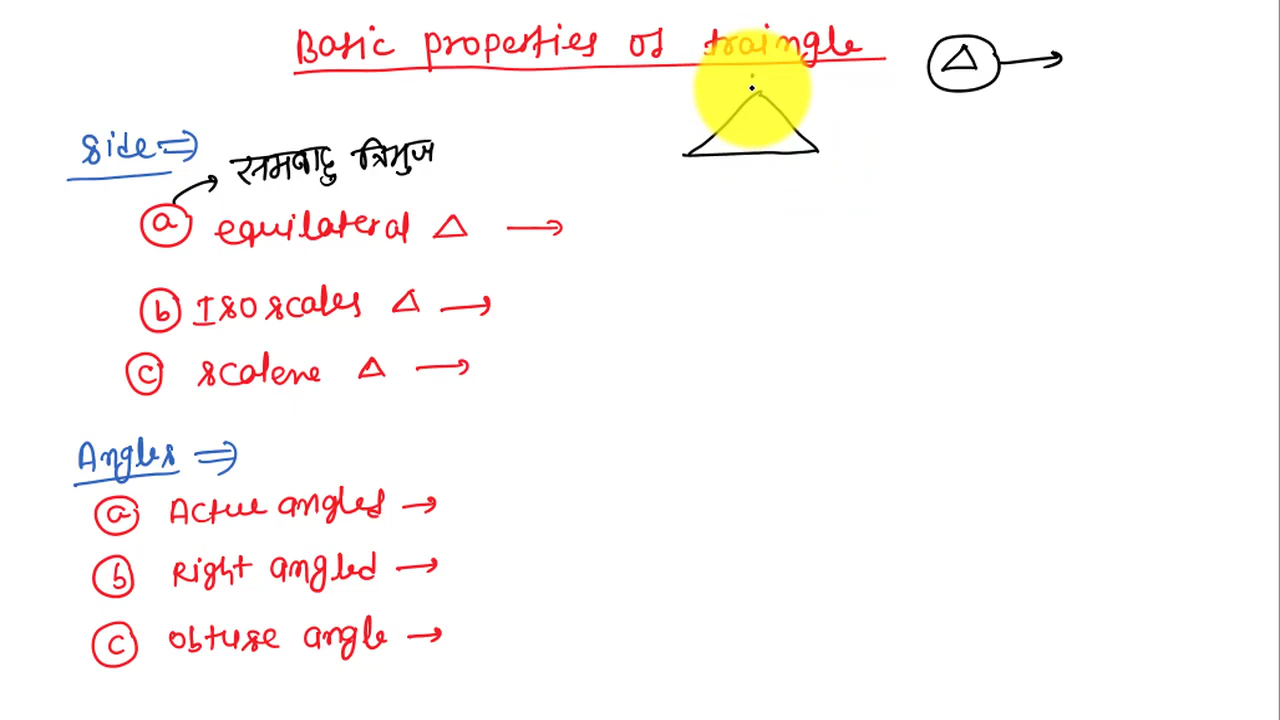 Basic properties of traingle
Side ⇒
समबाहु त्रिभुज
(a) equilateral Δ →
(b) Isoscales Δ →
(c) scalene Δ →
Angles ⇒
(a) Actue angles →
(b) Right angled →
(c) obtuse angle →